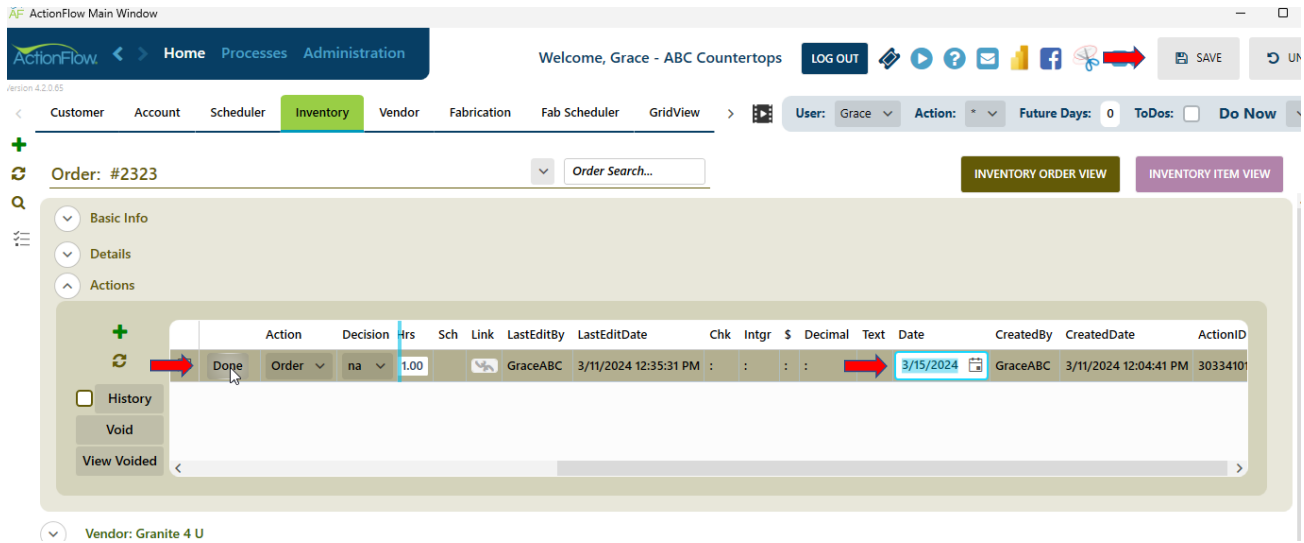 AF ActionFlow Main Window
ActionFlow Home Processes Administration Welcome, Grace - ABC Countertops LOG OUT SAVE UN
Version 4.2.0.65
Customer Account Scheduler Inventory Vendor Fabrication Fab Scheduler GridView User: Grace Action: * Future Days: 0 ToDos: Do Now UN
Order: #2323 Order Search... INVENTORY ORDER VIEW INVENTORY ITEM VIEW
Basic Info
Details
Actions
Action Decision Hrs Sch Link LastEditBy LastEditDate Chk Intgr $ Decimal Text Date CreatedBy CreatedDate ActionID
Done Order na 1.00 GraceABC 3/11/2024 12:35:31 PM : : : : 3/15/2024 GraceABC 3/11/2024 12:04:41 PM 30334101
History
Void
View Voided
Vendor: Granite 4 U